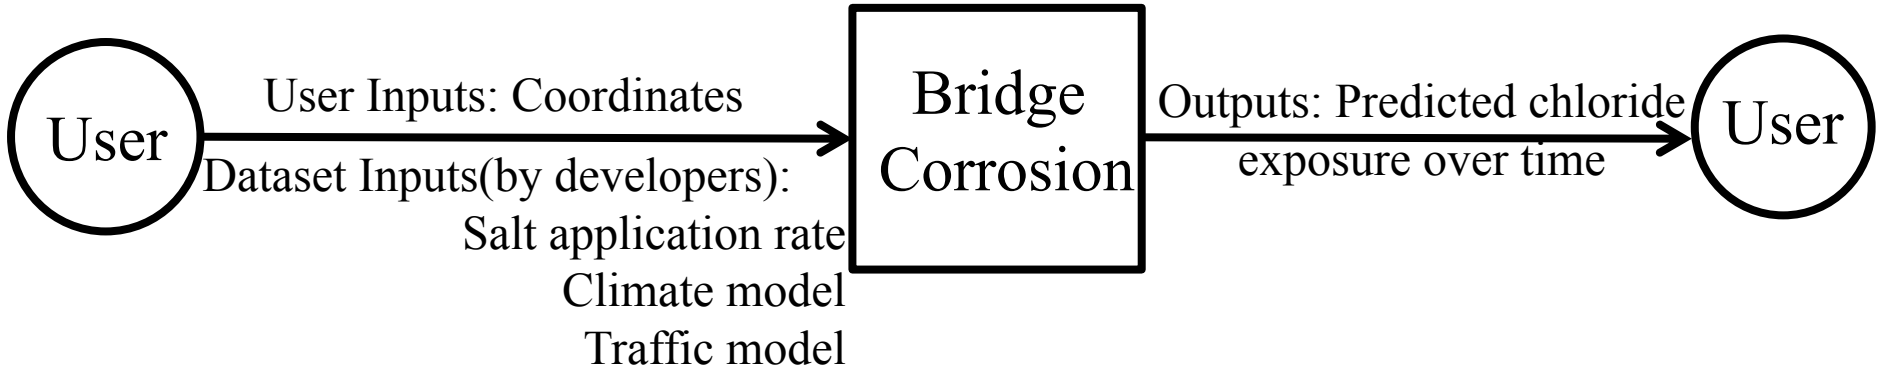 User
User Inputs: Coordinates
Dataset Inputs(by developers):
Salt application rate
Climate model
Traffic model
Bridge
Corrosion
Outputs: Predicted chloride
exposure over time
User